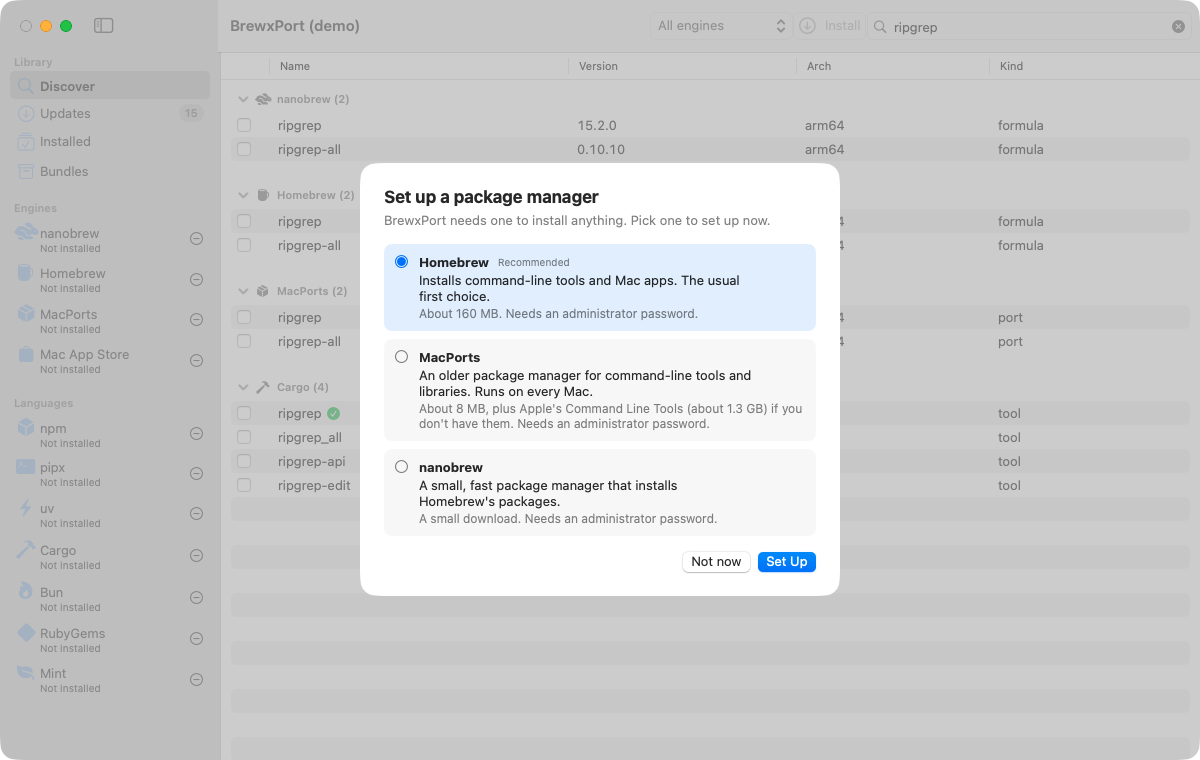 BrewxPort (demo)
All engines
Install
ripgrep
Library
Discover
Updates 15
Installed
Bundles
Engines
nanobrew
Not installed
Homebrew
Not installed
MacPorts
Not installed
Mac App Store
Not installed
Languages
npm
Not installed
pipx
Not installed
uv
Not installed
Cargo
Not installed
Bun
Not installed
RubyGems
Not installed
Mint
Not installed
Name Version Arch Kind
nanobrew (2)
ripgrep 15.2.0 arm64 formula
ripgrep-all 0.10.10 arm64 formula
Homebrew (2)
ripgrep 4 formula
ripgrep-all 4 formula
MacPorts (2)
ripgrep 4 port
ripgrep-all 4 port
Cargo (4)
ripgrep tool
ripgrep_all tool
ripgrep-api tool
ripgrep-edit tool
Set up a package manager
BrewxPort needs one to install anything. Pick one to set up now.
Homebrew Recommended
Installs command-line tools and Mac apps. The usual
first choice.
About 160 MB. Needs an administrator password.
MacPorts
An older package manager for command-line tools and
libraries. Runs on every Mac.
About 8 MB, plus Apple's Command Line Tools (about 1.3 GB) if you
don't have them. Needs an administrator password.
nanobrew
A small, fast package manager that installs
Homebrew's packages.
A small download. Needs an administrator password.
Not now
Set Up